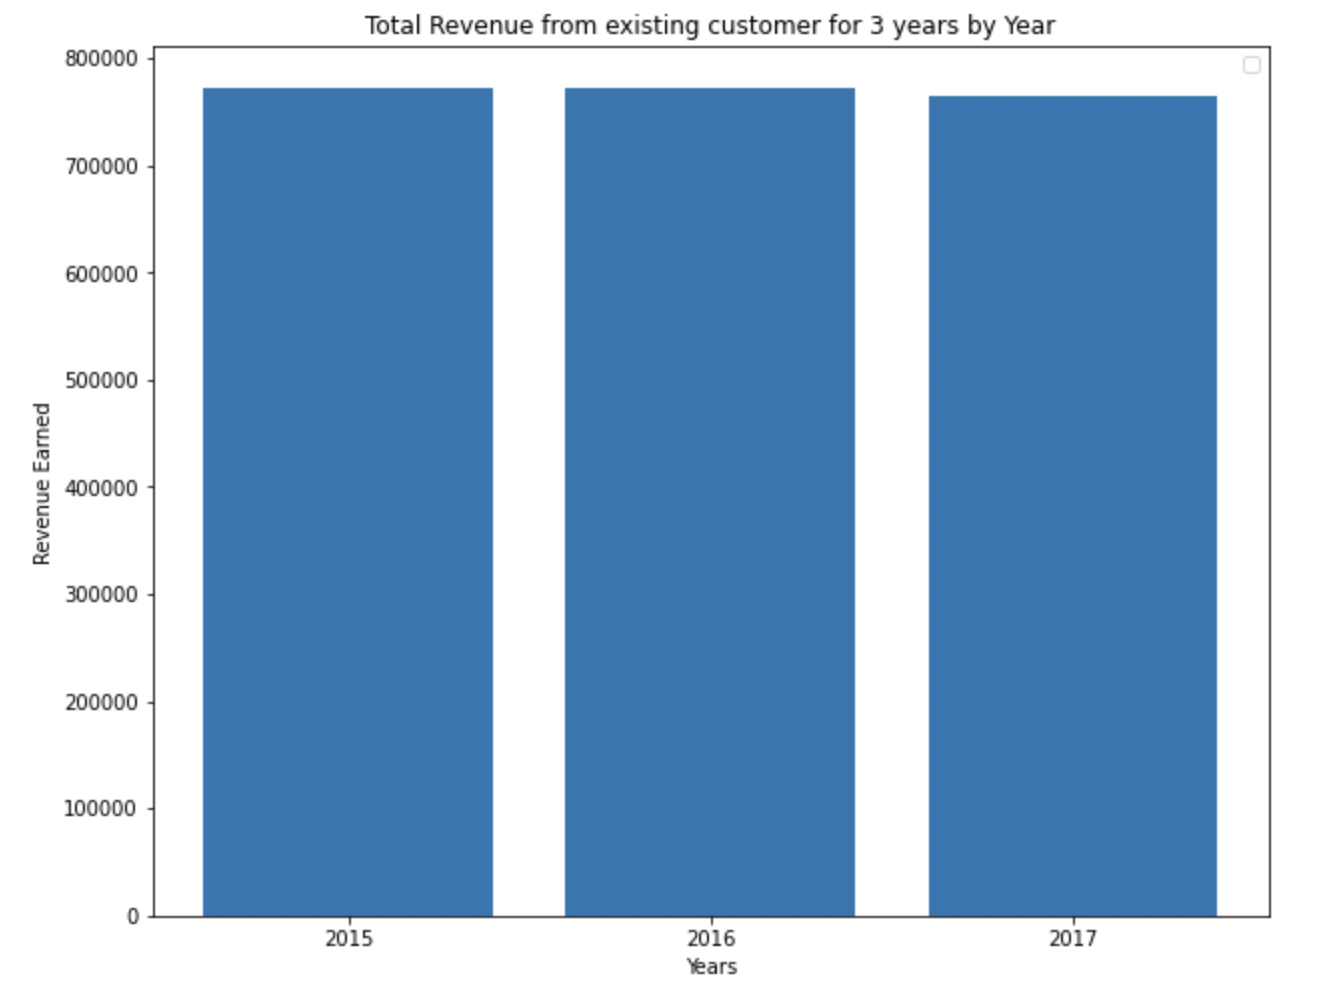 Total Revenue from existing customer for 3 years by Year
800000
700000
600000
500000
400000
300000
200000
100000
0
Revenue Earned
2015 2016 2017
Years